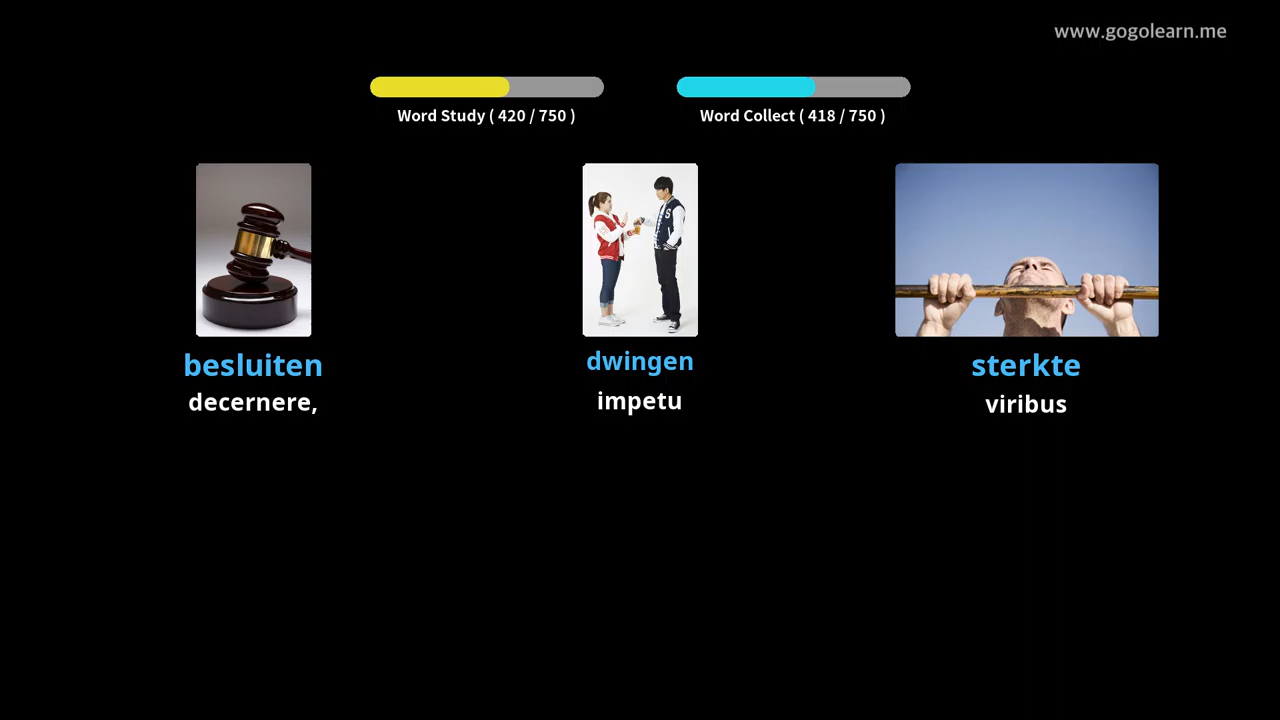 www.gogolearn.me
Word Study ( 420 / 750 )
Word Collect ( 418 / 750 )
besluiten
decernere,
dwingen
impetu
sterkte
viribus